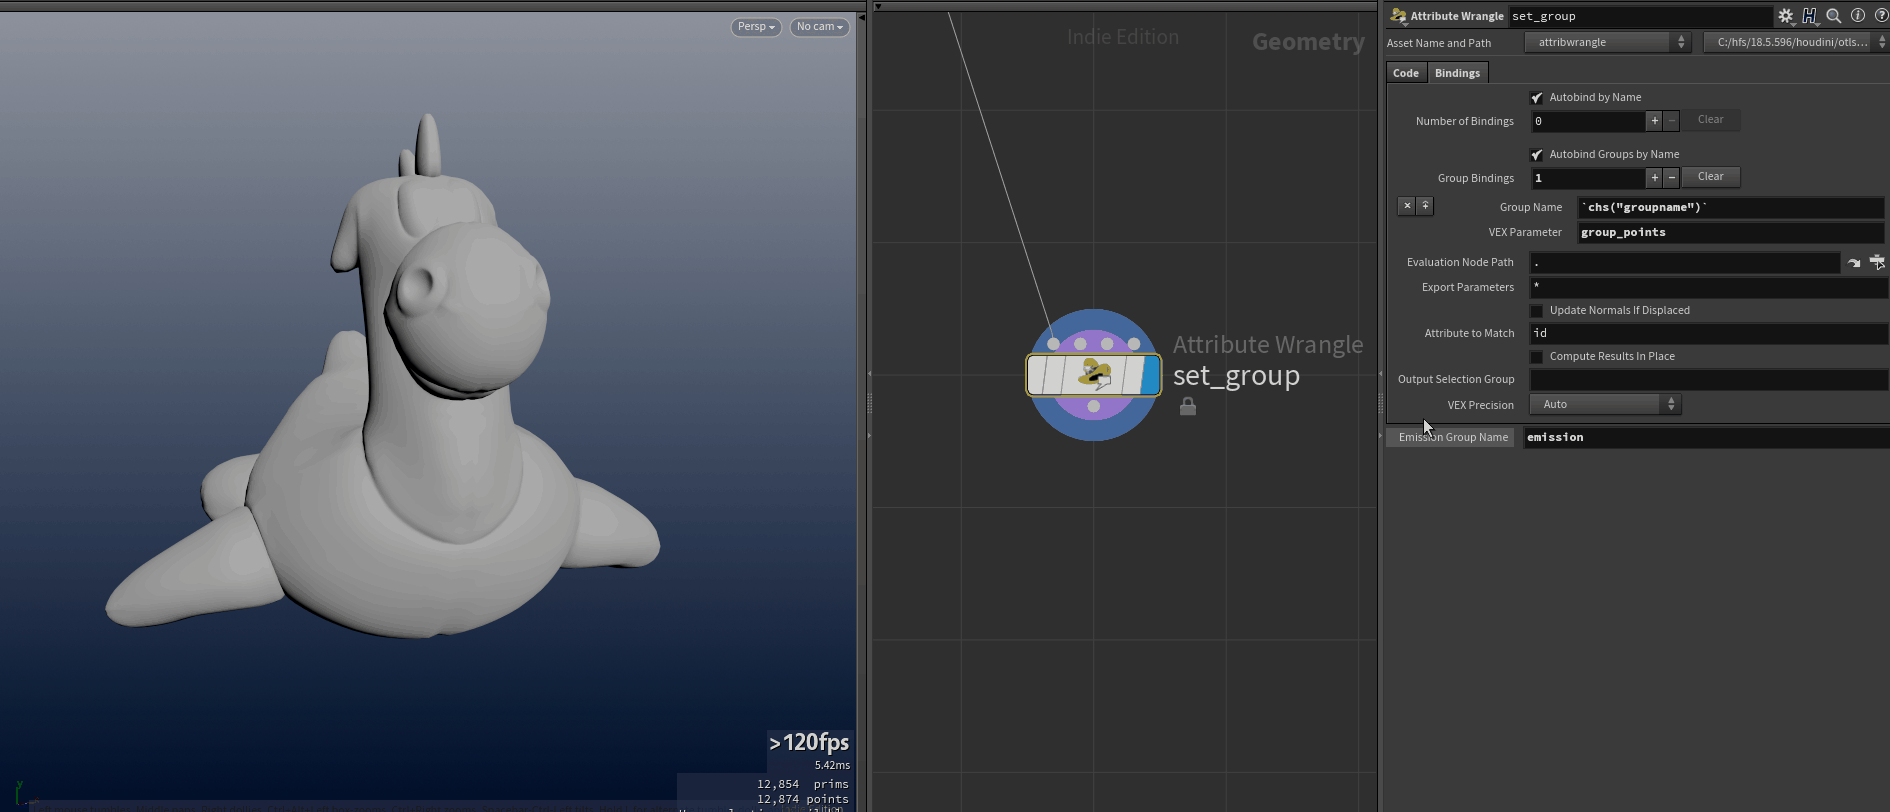 Persp
No cam
>120fps
5.42ms
12,854 prims
12,874 points
y
Indie Edition
Geometry
Attribute Wrangle
set_group
Attribute Wrangle
set_group
Asset Name and Path
attribwrangle
C:/hfs/18.5.596/houdini/otls...
Code
Bindings
Autobind by Name
Number of Bindings
0
Clear
Autobind Groups by Name
Group Bindings
1
Clear
Group Name
`chs("groupname")`
VEX Parameter
group_points
Evaluation Node Path
.
Export Parameters
*
Update Normals If Displaced
Attribute to Match
id
Compute Results In Place
Output Selection Group
VEX Precision
Auto
Emission Group Name
emission